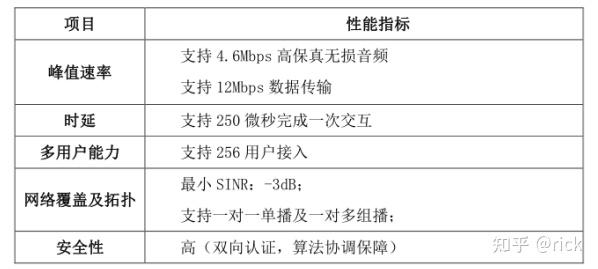 项目 性能指标
峰值速率 支持 4.6Mbps 高保真无损音频
支持 12Mbps 数据传输
时延 支持 250 微秒完成一次交互
多用户能力 支持 256 用户接入
网络覆盖及拓扑 最小 SINR：-3dB；
支持一对一单播及一对多组播；
安全性 高（双向认证，算法协调保障）
知乎 @rick